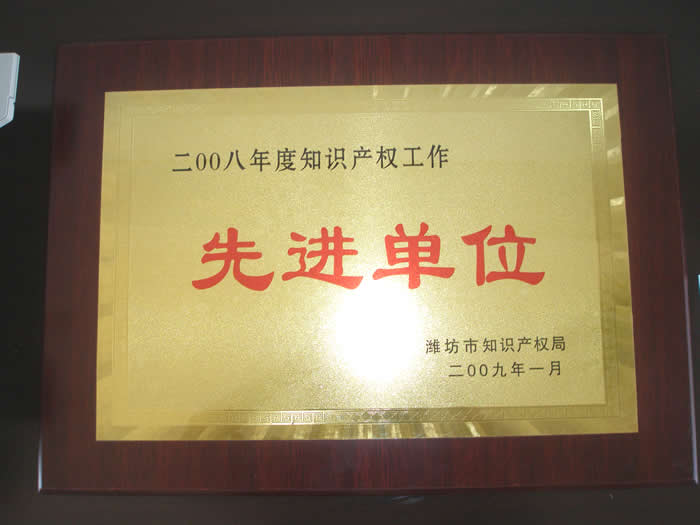 二00八年度知识产权工作
先进单位
潍坊市知识产权局
二00九年一月